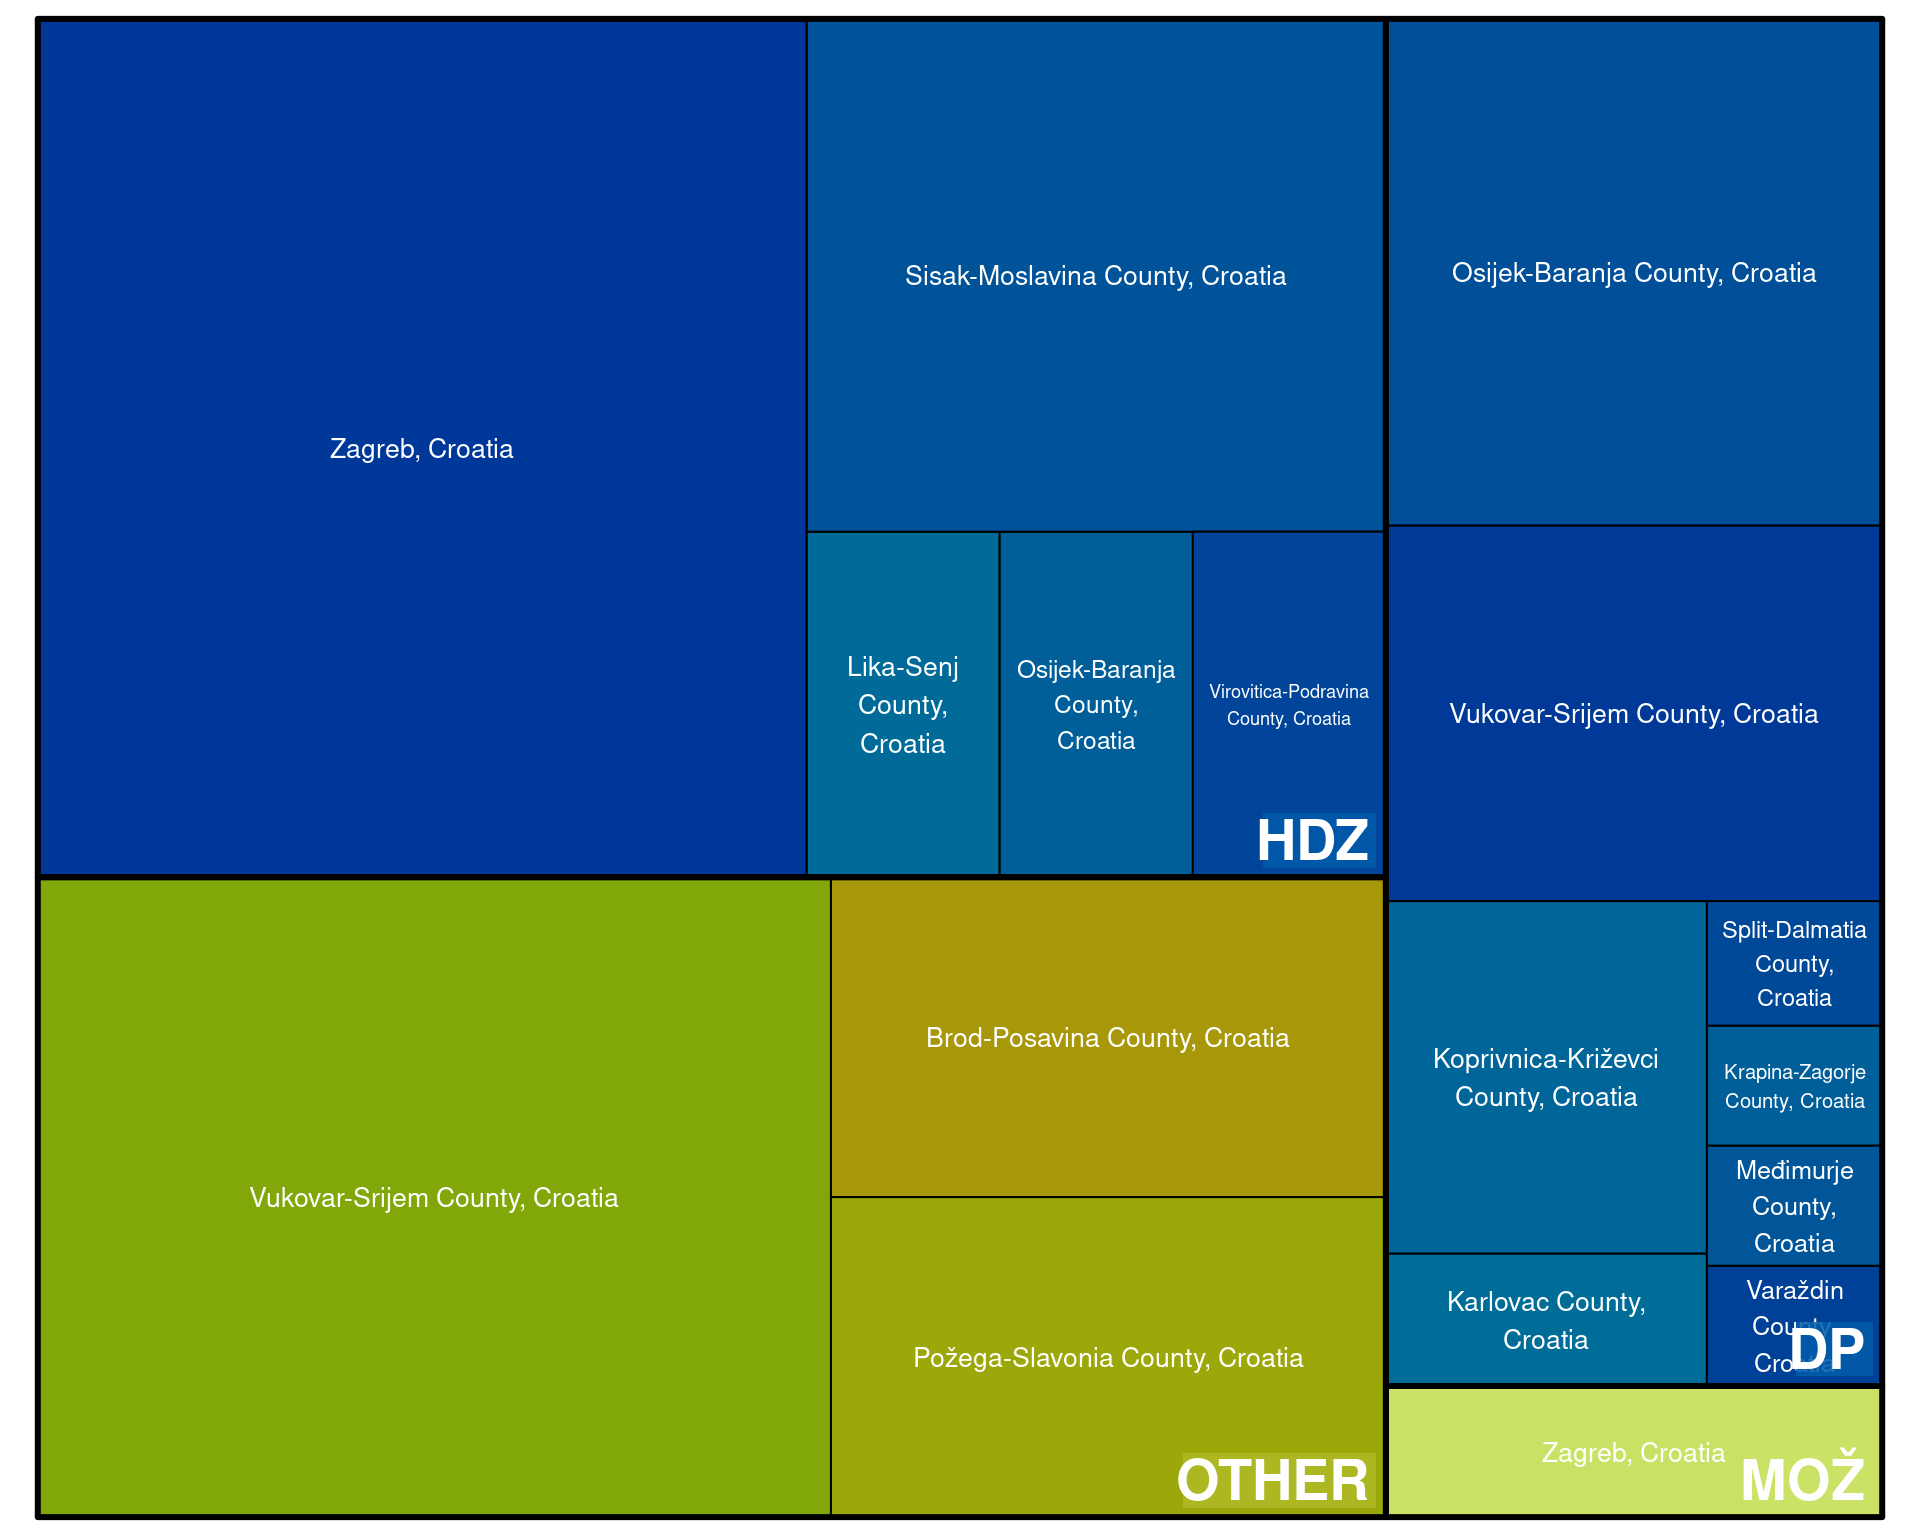 Zagreb, Croatia
Sisak-Moslavina County, Croatia
Lika-Senj
County,
Croatia
Osijek-Baranja
County,
Croatia
Virovitica-Podravina
County, Croatia
HDZ
Osijek-Baranja County, Croatia
Vukovar-Srijem County, Croatia
Koprivnica-Križevci
County, Croatia
Karlovac County,
Croatia
Split-Dalmatia
County,
Croatia
Krapina-Zagorje
County, Croatia
Međimurje
County,
Croatia
Varaždin
County
Croatia
DP
Vukovar-Srijem County, Croatia
Brod-Posavina County, Croatia
Požega-Slavonia County, Croatia
OTHER
Zagreb, Croatia
MOŽ